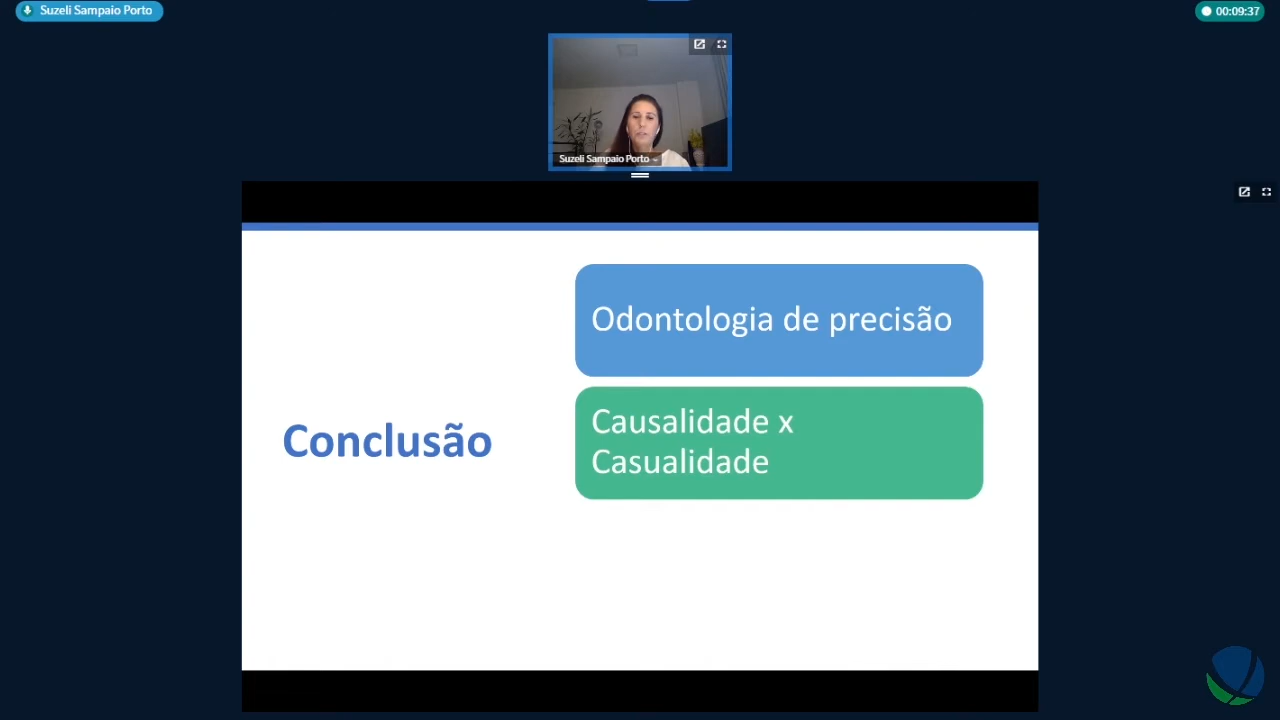 Suzeli Sampaio Porto
00:09:37
Suzeli Sampaio Porto
Odontologia de precisão
Conclusão
Causalidade x
Casualidade